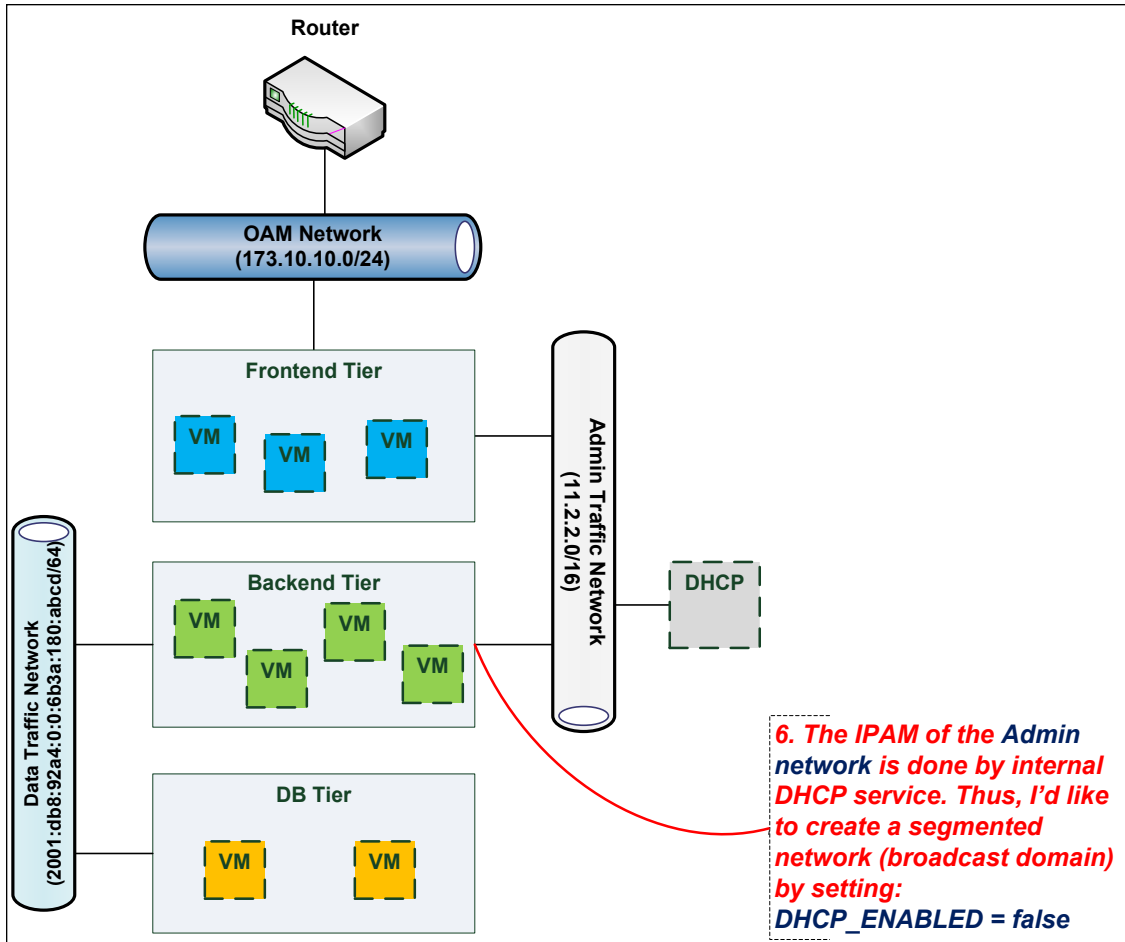 Router
OAM Network
(173.10.10.0/24)
Frontend Tier
VM
VM
VM
Admin Traffic Network
(11.2.2.0/16)
Backend Tier
VM
VM
VM
VM
DHCP
Data Traffic Network
(2001:db8:92a4:0:0:6b3a:180:abcd/64)
DB Tier
VM
VM
6. The IPAM of the Admin
network is done by internal
DHCP service. Thus, I'd like
to create a segmented
network (broadcast domain)
by setting:
DHCP_ENABLED = false